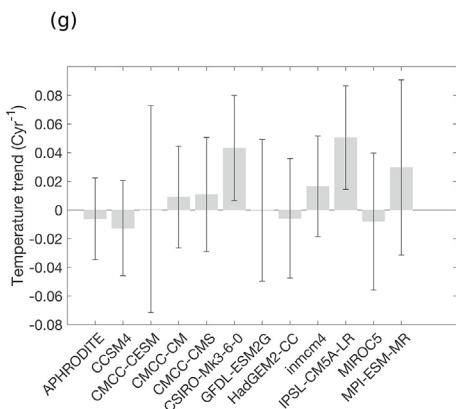 (g)
Temperature trend (Cyr⁻¹)
0.08
0.06
0.04
0.02
0
-0.02
-0.04
-0.06
-0.08
APHRODITE
CCSM4
CMCC-CESM
CMCC-CM
CMCC-CMS
CSIRO-Mk3-6-0
GFDL-ESM2G
HadGEM2-CC
inmcm4
IPSL-CM5A-LR
MIROC5
MPI-ESM-MR